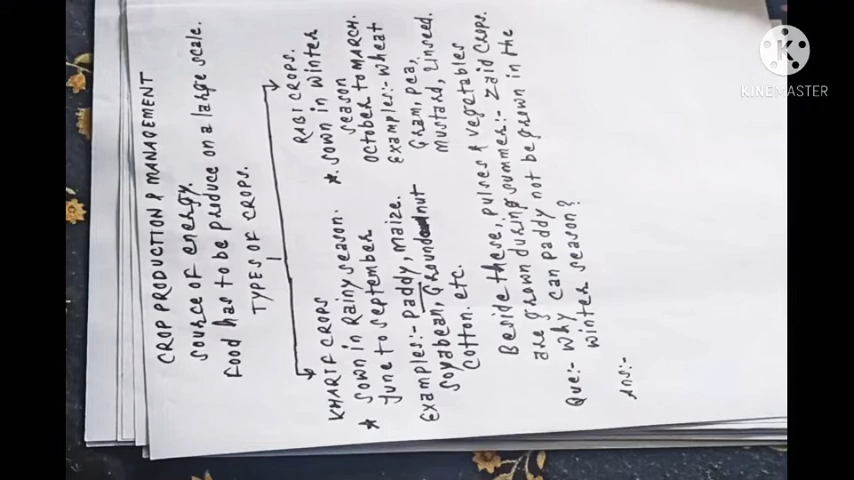 CROP PRODUCTION & MANAGEMENT
source of energy.
Food has to be produce on a large scale.
TYPES OF CROPS.
KHARIF CROPS
* sown in Rainy season.
June to september
Examples:- Paddy, maize.
Soyabean, Groundnut
Cotton. etc.
RABI CROPS.
*. sown in winter
season
October to MARCH.
Examples:- wheat
Gram, Pea,
mustard, Linseed.
Beside these, pulses & vegetables
are grown during summer:- Zaid Crops.
Que:- Why can paddy not be grown in the
winter season?
Ans:-
KINEMASTER